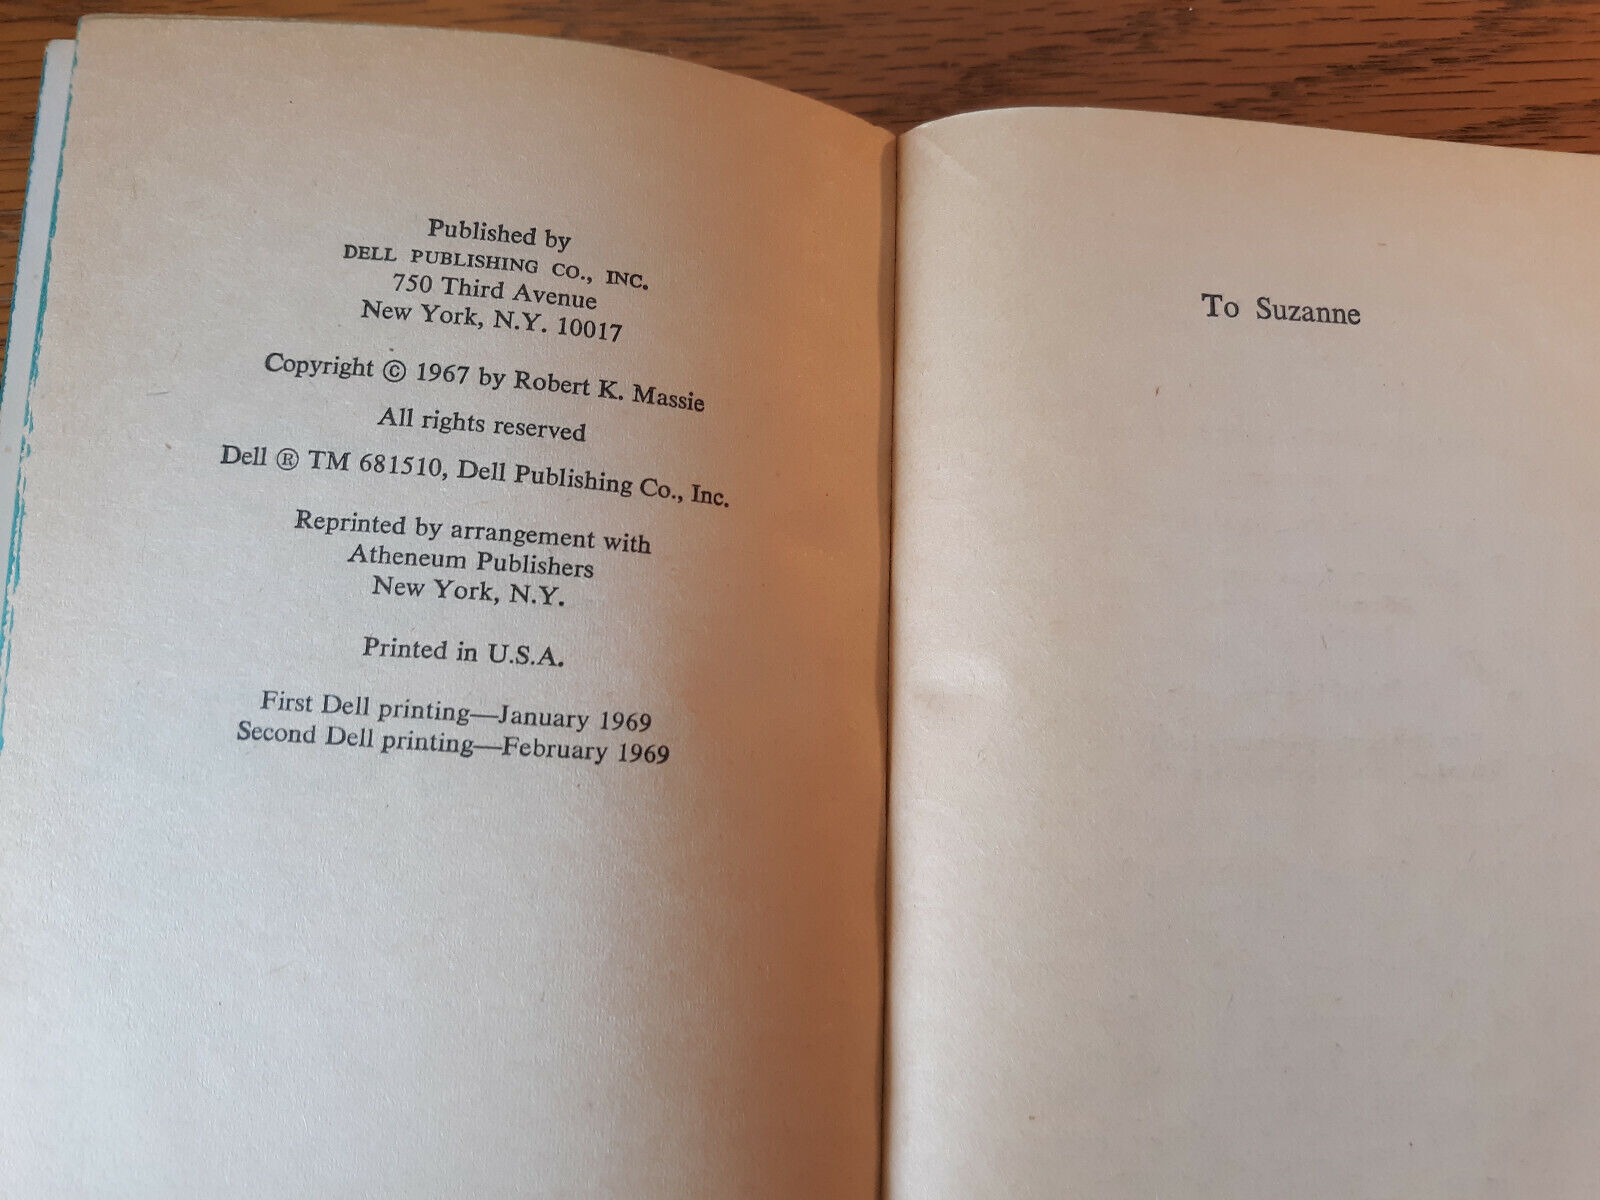 Published by
DELL PUBLISHING CO., INC.
750 Third Avenue
New York, N.Y. 10017
Copyright © 1967 by Robert K. Massie
All rights reserved
Dell ® TM 681510, Dell Publishing Co., Inc.
Reprinted by arrangement with
Atheneum Publishers
New York, N.Y.
Printed in U.S.A.
First Dell printing—January 1969
Second Dell printing—February 1969
To Suzanne